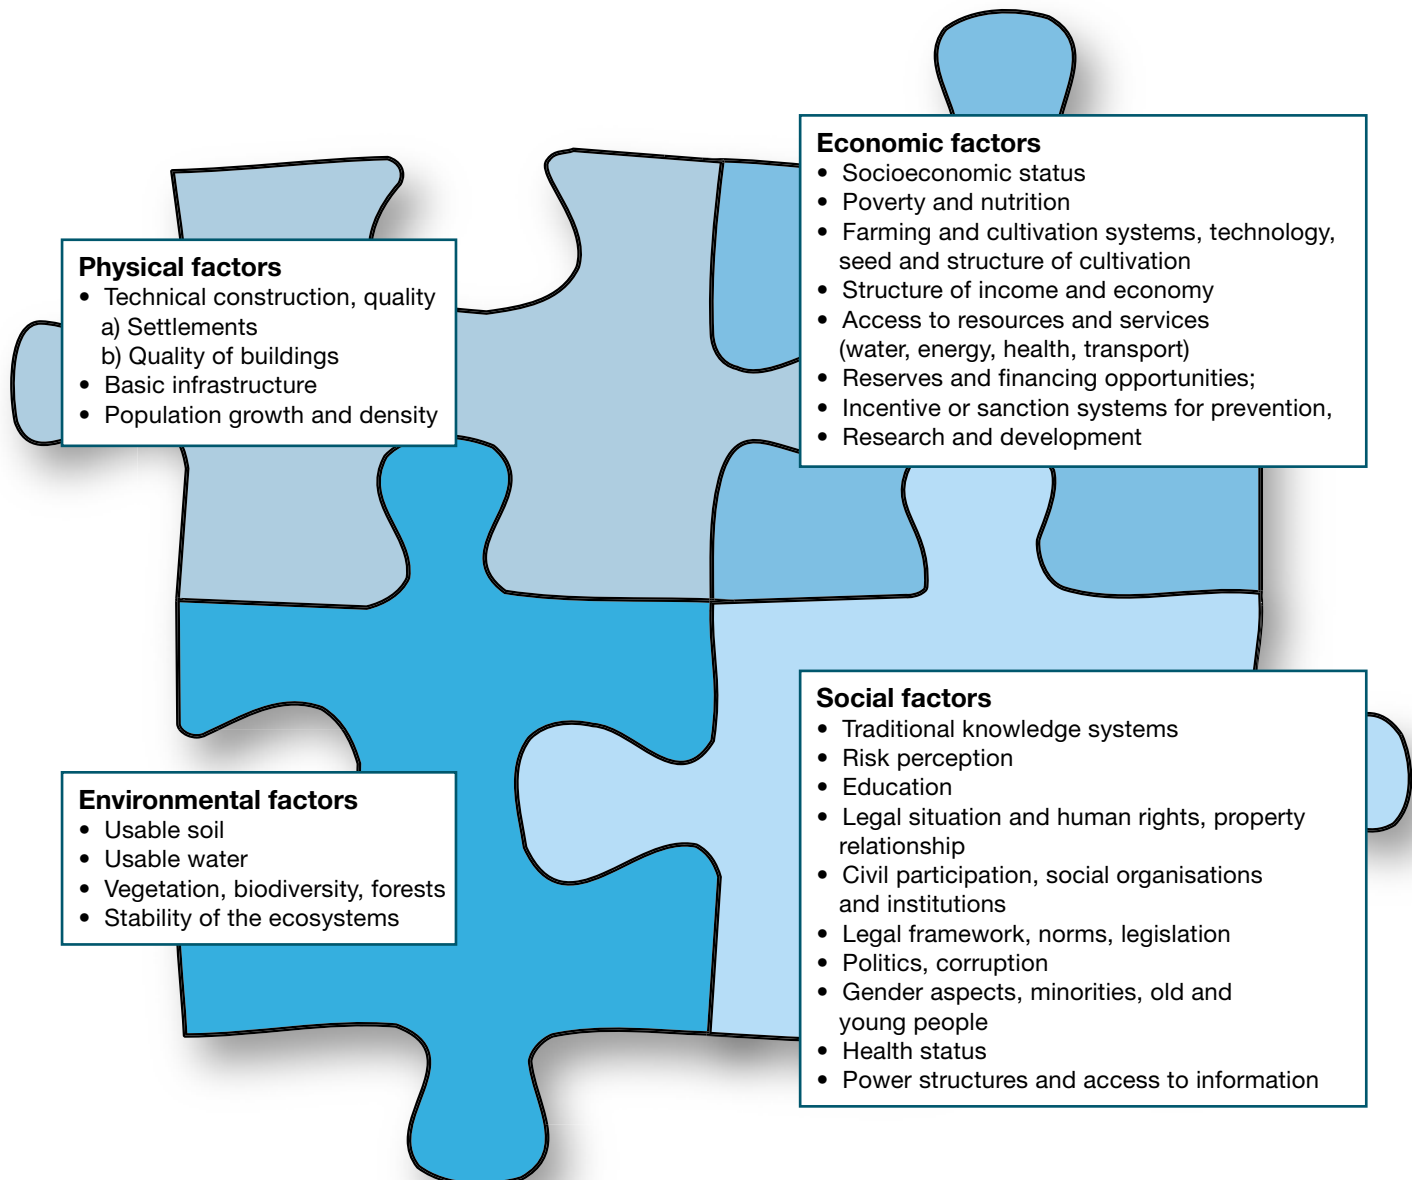 Physical factors
• Technical construction, quality
a) Settlements
b) Quality of buildings
• Basic infrastructure
• Population growth and density
Economic factors
• Socioeconomic status
• Poverty and nutrition
• Farming and cultivation systems, technology,
seed and structure of cultivation
• Structure of income and economy
• Access to resources and services
(water, energy, health, transport)
• Reserves and financing opportunities;
• Incentive or sanction systems for prevention,
• Research and development
Environmental factors
• Usable soil
• Usable water
• Vegetation, biodiversity, forests
• Stability of the ecosystems
Social factors
• Traditional knowledge systems
• Risk perception
• Education
• Legal situation and human rights, property
relationship
• Civil participation, social organisations
and institutions
• Legal framework, norms, legislation
• Politics, corruption
• Gender aspects, minorities, old and
young people
• Health status
• Power structures and access to information